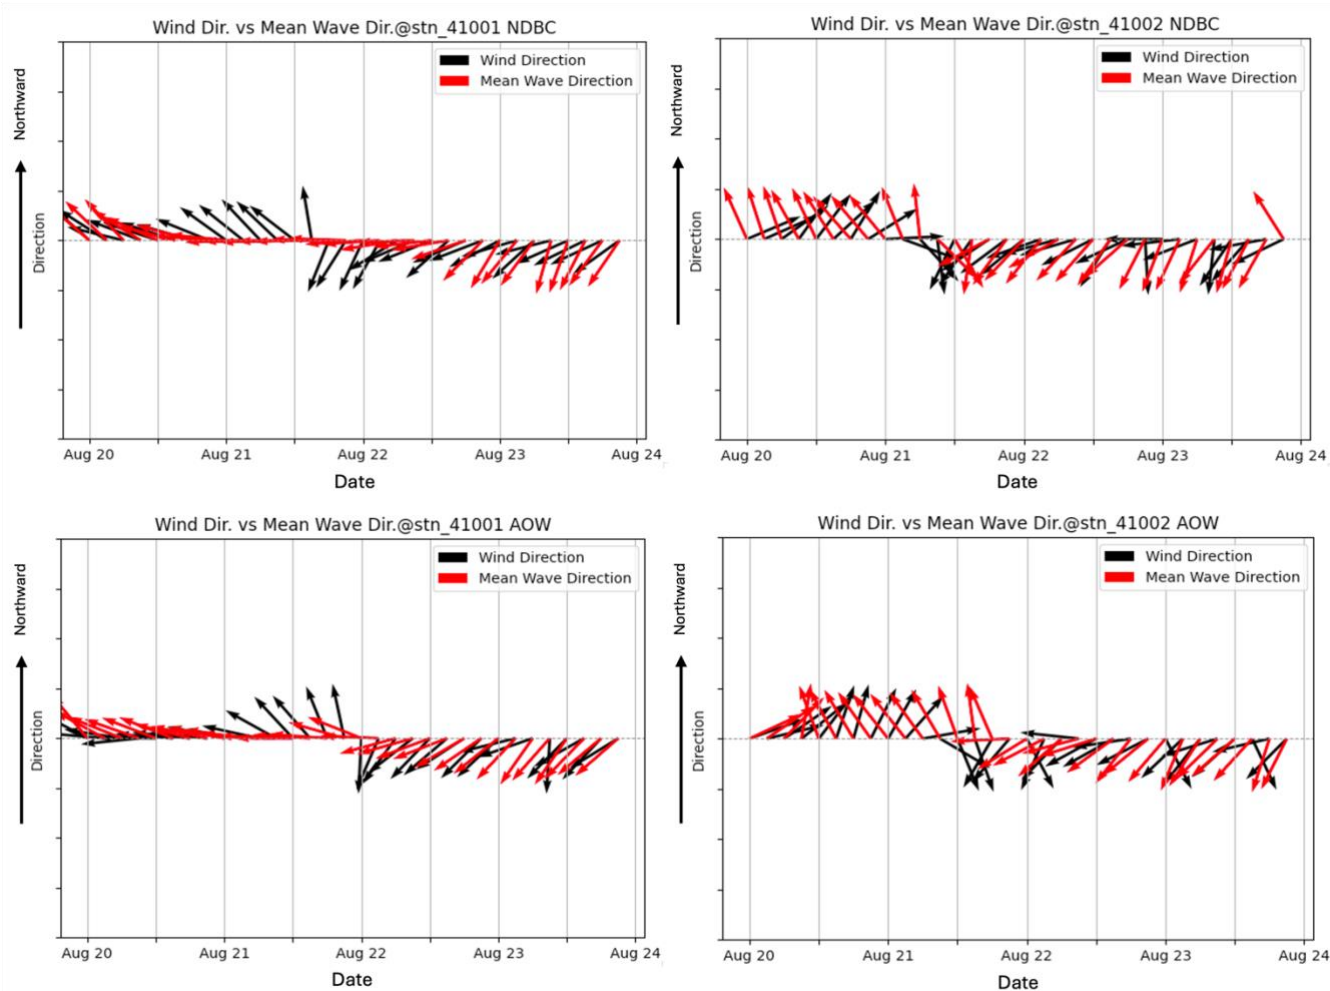 Wind Dir. vs Mean Wave Dir.@stn_41001 NDBC
Wind Direction
Mean Wave Direction
Northward
Direction
Aug 20 Aug 21 Aug 22 Aug 23 Aug 24
Date
Wind Dir. vs Mean Wave Dir.@stn_41002 NDBC
Wind Direction
Mean Wave Direction
Northward
Direction
Aug 20 Aug 21 Aug 22 Aug 23 Aug 24
Date
Wind Dir. vs Mean Wave Dir.@stn_41001 AOW
Wind Direction
Mean Wave Direction
Northward
Direction
Aug 20 Aug 21 Aug 22 Aug 23 Aug 24
Date
Wind Dir. vs Mean Wave Dir.@stn_41002 AOW
Wind Direction
Mean Wave Direction
Northward
Direction
Aug 20 Aug 21 Aug 22 Aug 23 Aug 24
Date